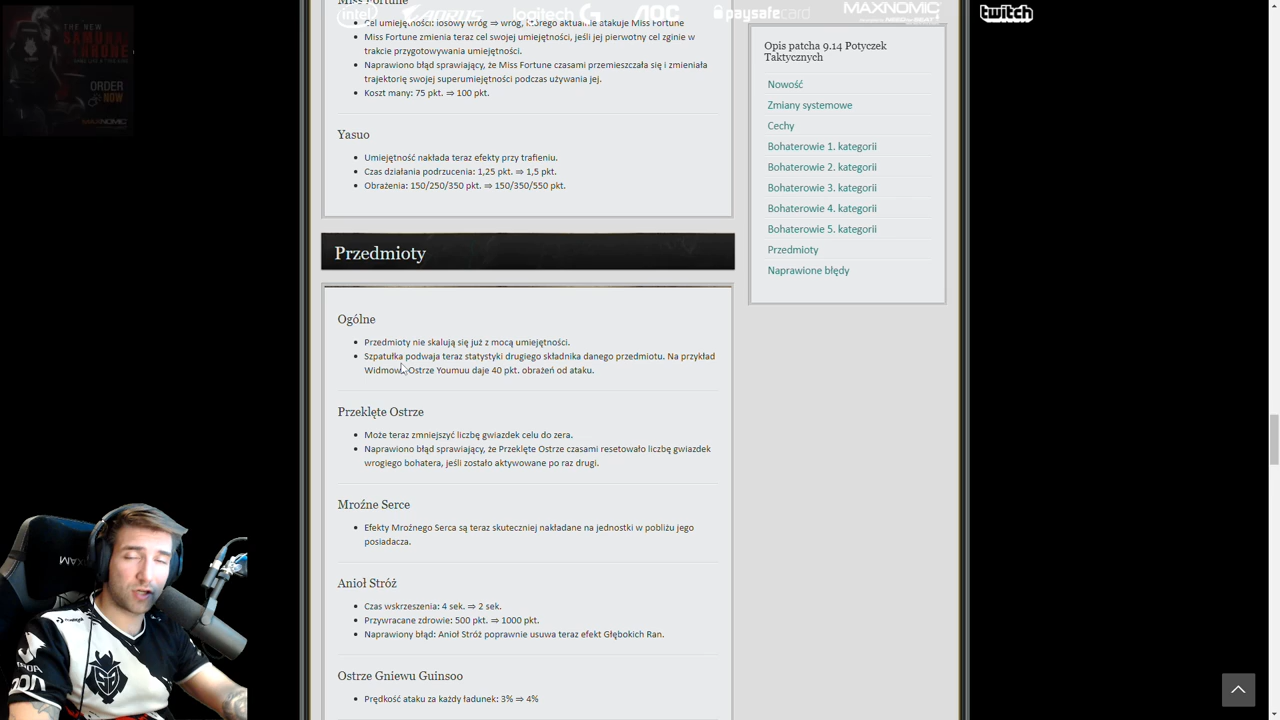 THE NEW
ORDER
NOW
MAXNOMIC
intel
logitech G
AOC
paysafecard
MAXNOMIC
twitch
Miss Fortune
Cel umiejętności: losowy wróg ⇒ wróg, którego aktualnie atakuje Miss Fortune
Miss Fortune zmienia teraz cel swojej umiejętności, jeśli jej pierwotny cel zginie w
trakcie przygotowywania umiejętności.
Naprawiono błąd sprawiający, że Miss Fortune czasami przemieszczała się i zmieniała
trajektorię swojej superumiejętności podczas używania jej.
Koszt many: 75 pkt. ⇒ 100 pkt.
Yasuo
Umiejętność nakłada teraz efekty przy trafieniu.
Czas działania podrzucenia: 1,25 pkt. ⇒ 1,5 pkt.
Obrażenia: 150/250/350 pkt. ⇒ 150/350/550 pkt.
Przedmioty
Ogólne
Przedmioty nie skalują się już z mocą umiejętności.
Szpatułka podwaja teraz statystyki drugiego składnika danego przedmiotu. Na przykład
Widmowe Ostrze Youmuu daje 40 pkt. obrażeń od ataku.
Przeklęte Ostrze
Może teraz zmniejszyć liczbę gwiazdek celu do zera.
Naprawiono błąd sprawiający, że Przeklęte Ostrze czasami resetowało liczbę gwiazdek
wrogiego bohatera, jeśli zostało aktywowane po raz drugi.
Mroźne Serce
Efekty Mroźnego Serca są teraz skuteczniej nakładane na jednostki w pobliżu jego
posiadacza.
Anioł Stróż
Czas wskrzeszenia: 4 sek. ⇒ 2 sek.
Przywracane zdrowie: 500 pkt. ⇒ 1000 pkt.
Naprawiony błąd: Anioł Stróż poprawnie usuwa teraz efekt Głębokich Ran.
Ostrze Gniewu Guinsoo
Prędkość ataku za każdy ładunek: 3% ⇒ 4%
Opis patcha 9.14 Potyczek
Taktycznych
Nowość
Zmiany systemowe
Cechy
Bohaterowie 1. kategorii
Bohaterowie 2. kategorii
Bohaterowie 3. kategorii
Bohaterowie 4. kategorii
Bohaterowie 5. kategorii
Przedmioty
Naprawione błędy